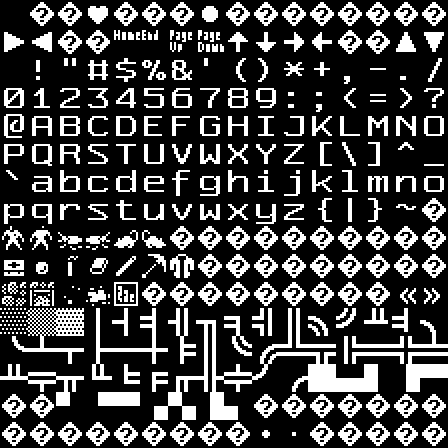 Home End Page Up Page Down
! " # $ % & ' ( ) * + , - . /
0 1 2 3 4 5 6 7 8 9 : ; < = > ?
@ A B C D E F G H I J K L M N O
P Q R S T U V W X Y Z [ \ ] ^ _
` a b c d e f g h i j k l m n o
p q r s t u v w x y z { | } ~ �
« »